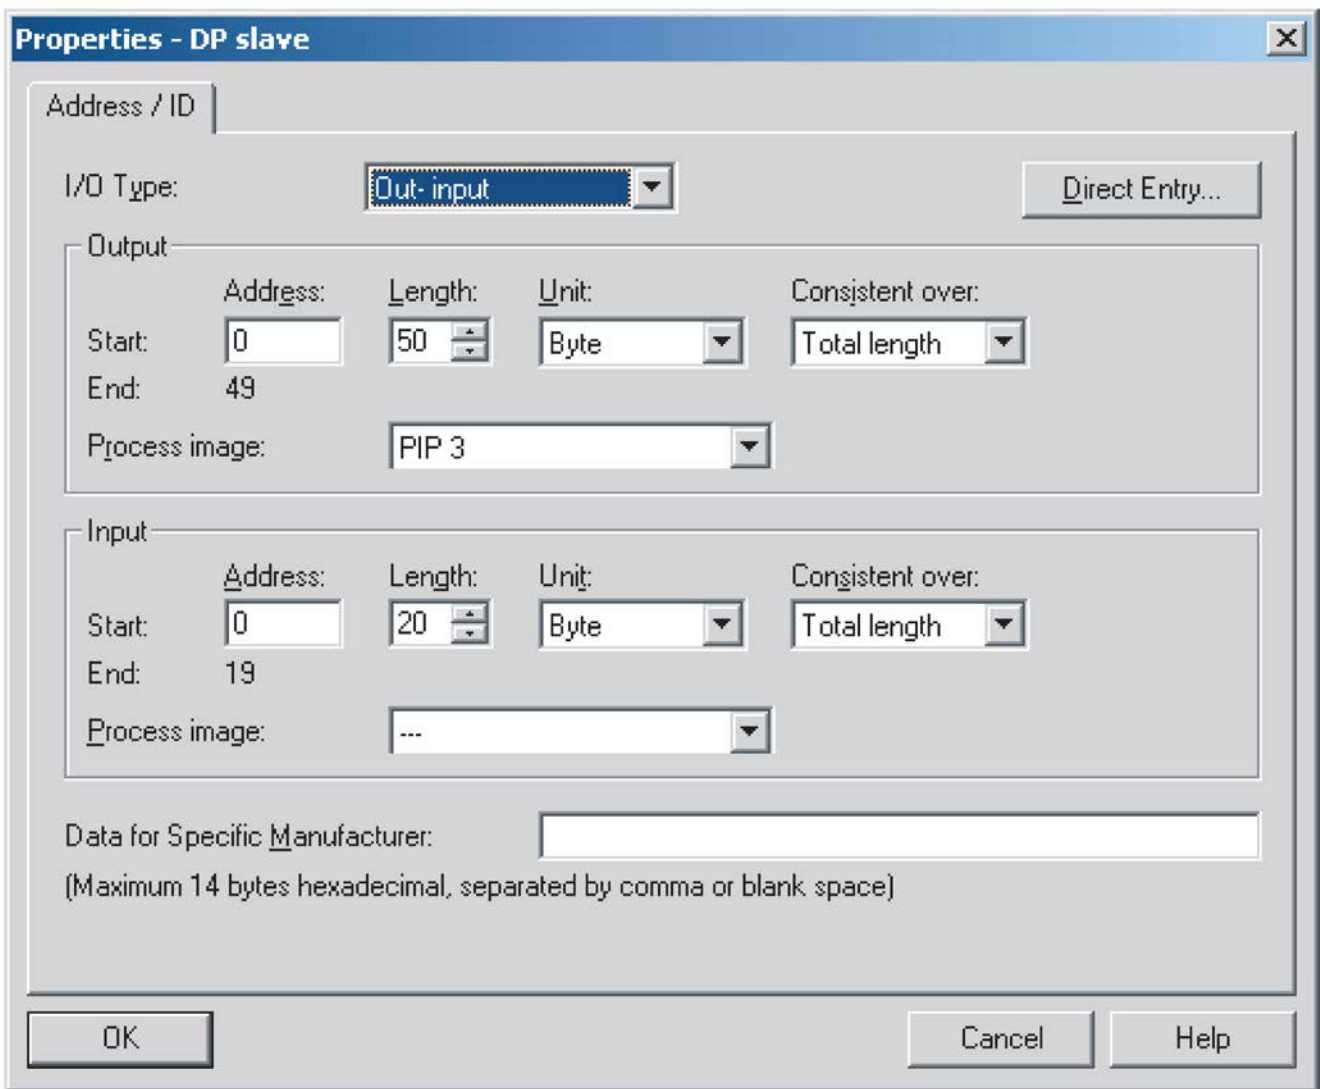 Properties - DP slave
Address / ID
I/O Type: Out- input Direct Entry...
Output
Address: Length: Unit: Consistent over:
Start: 0 50 Byte Total length
End: 49
Process image: PIP 3
Input
Address: Length: Unit: Consistent over:
Start: 0 20 Byte Total length
End: 19
Process image: ---
Data for Specific Manufacturer:
(Maximum 14 bytes hexadecimal, separated by comma or blank space)
OK Cancel Help